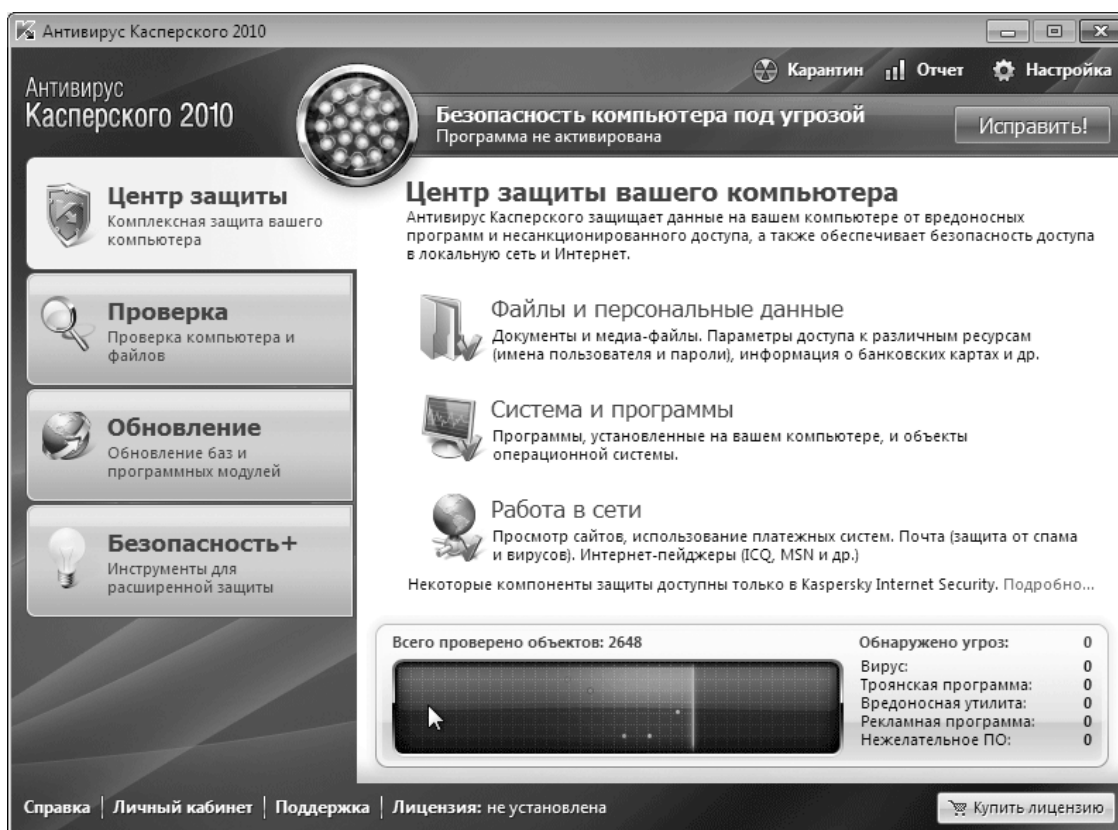 Антивирус Касперского 2010
Антивирус
Касперского 2010
Карантин
Отчет
Настройка
Безопасность компьютера под угрозой
Программа не активирована
Исправить!
Центр защиты
Комплексная защита вашего
компьютера
Проверка
Проверка компьютера и
файлов
Обновление
Обновление баз и
программных модулей
Безопасность+
Инструменты для
расширенной защиты
Центр защиты вашего компьютера
Антивирус Касперского защищает данные на вашем компьютере от вредоносных
программ и несанкционированного доступа, а также обеспечивает безопасность доступа
в локальную сеть и Интернет.
Файлы и персональные данные
Документы и медиа-файлы. Параметры доступа к различным ресурсам
(имена пользователя и пароли), информация о банковских картах и др.
Система и программы
Программы, установленные на вашем компьютере, и объекты
операционной системы.
Работа в сети
Просмотр сайтов, использование платежных систем. Почта (защита от спама
и вирусов). Интернет-пейджеры (ICQ, MSN и др.)
Некоторые компоненты защиты доступны только в Kaspersky Internet Security. Подробно...
Всего проверено объектов: 2648
Обнаружено угроз: 0
Вирус: 0
Троянская программа: 0
Вредоносная утилита: 0
Рекламная программа: 0
Нежелательное ПО: 0
Справка | Личный кабинет | Поддержка | Лицензия: не установлена
Купить лицензию